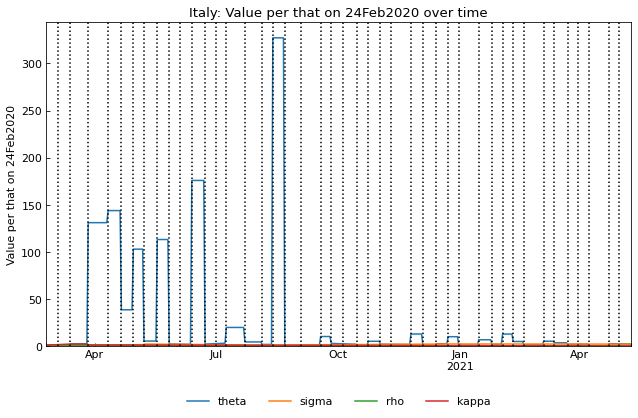 Italy: Value per that on 24Feb2020 over time
Value per that on 24Feb2020
300
250
200
150
100
50
0
Apr Jul Oct Jan Apr
2021
theta sigma rho kappa